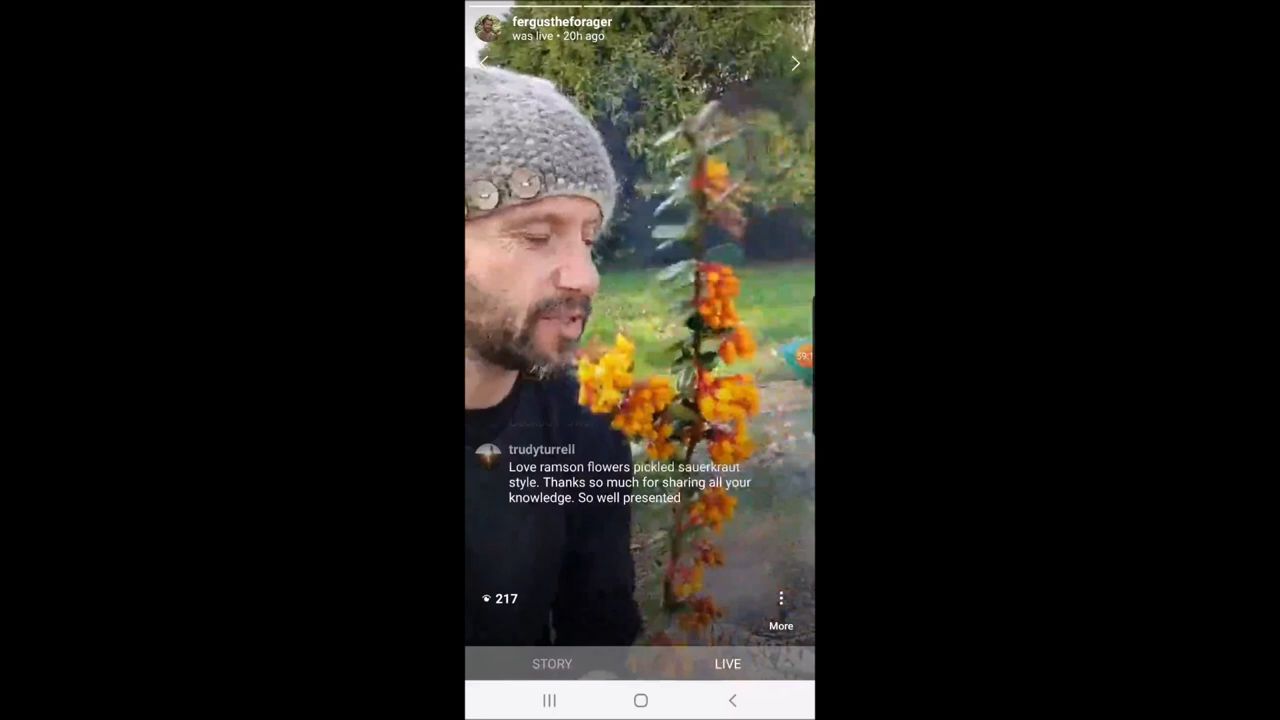 fergustheforager
was live • 20h ago
trudyturrell
Love ramson flowers pickled sauerkraut
style. Thanks so much for sharing all your
knowledge. So well presented
217
More
STORY
LIVE